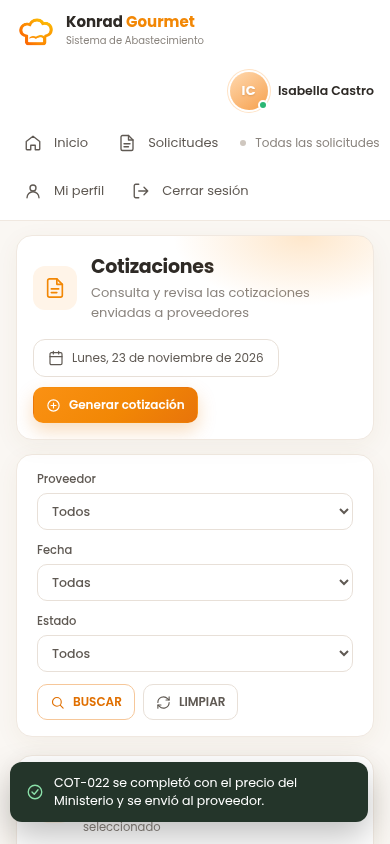 Konrad Gourmet
Sistema de Abastecimiento
IC
Isabella Castro
Inicio
Solicitudes
Todas las solicitudes
Mi perfil
Cerrar sesión
Cotizaciones
Consulta y revisa las cotizaciones
enviadas a proveedores
Lunes, 23 de noviembre de 2026
Generar cotización
Proveedor
Todos
Fecha
Todas
Estado
Todos
BUSCAR
LIMPIAR
COT-022 se completó con el precio del
Ministerio y se envió al proveedor.
seleccionado